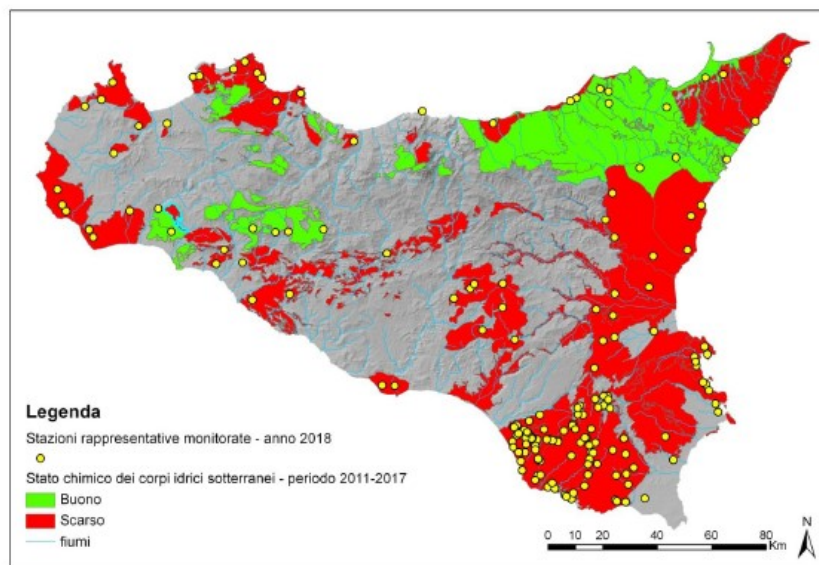 Legenda
Stazioni rappresentative monitorate - anno 2018
Stato chimico dei corpi idrici sotterranei - periodo 2011-2017
Buono
Scarso
fiumi
N
0 10 20 40 60 80
Km